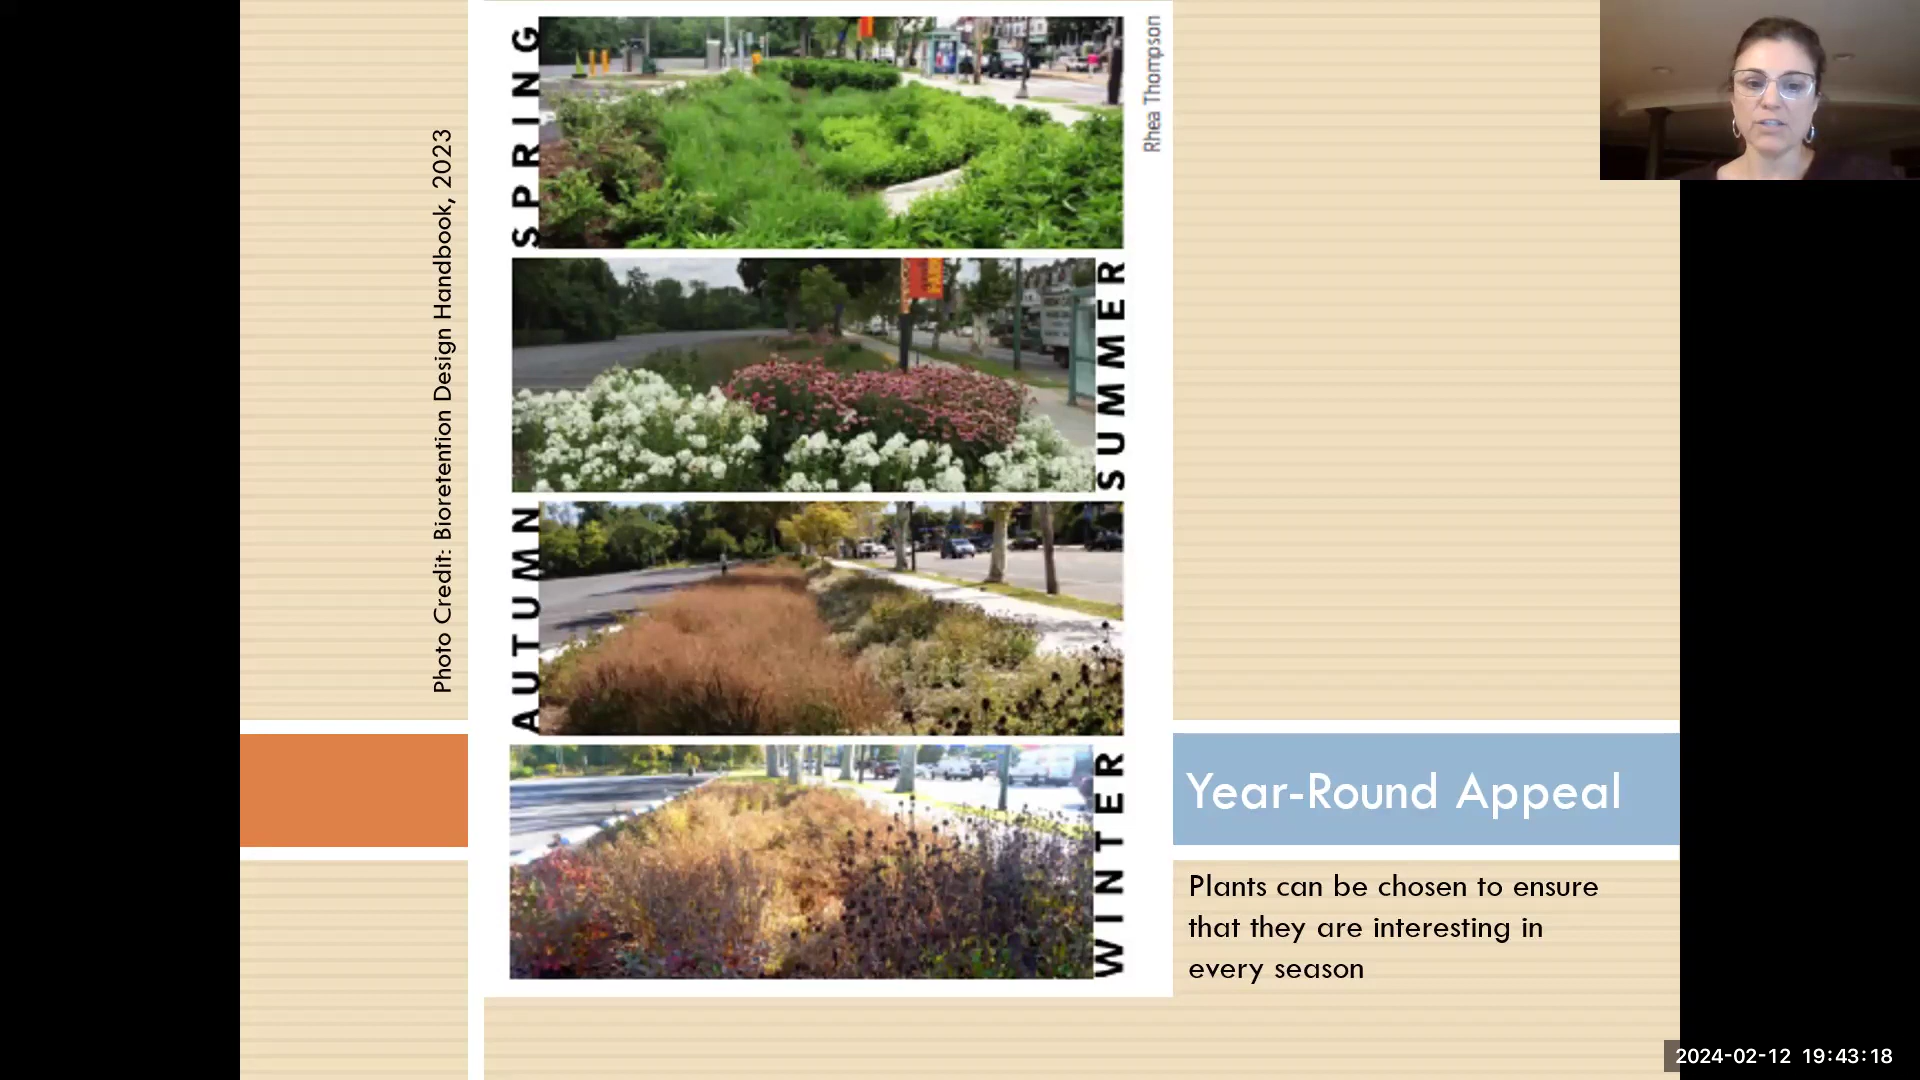 Photo Credit: Bioretention Design Handbook, 2023
SPRING
Rhea Thompson
SUMMER
AUTUMN
WINTER
Year-Round Appeal
Plants can be chosen to ensure
that they are interesting in
every season
2024-02-12 19:43:18